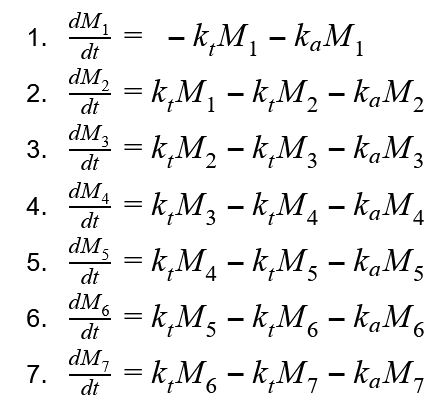 1. dM₁/dt = − kₜM₁ − kₐM₁
2. dM₂/dt = kₜM₁ − kₜM₂ − kₐM₂
3. dM₃/dt = kₜM₂ − kₜM₃ − kₐM₃
4. dM₄/dt = kₜM₃ − kₜM₄ − kₐM₄
5. dM₅/dt = kₜM₄ − kₜM₅ − kₐM₅
6. dM₆/dt = kₜM₅ − kₜM₆ − kₐM₆
7. dM₇/dt = kₜM₆ − kₜM₇ − kₐM₇